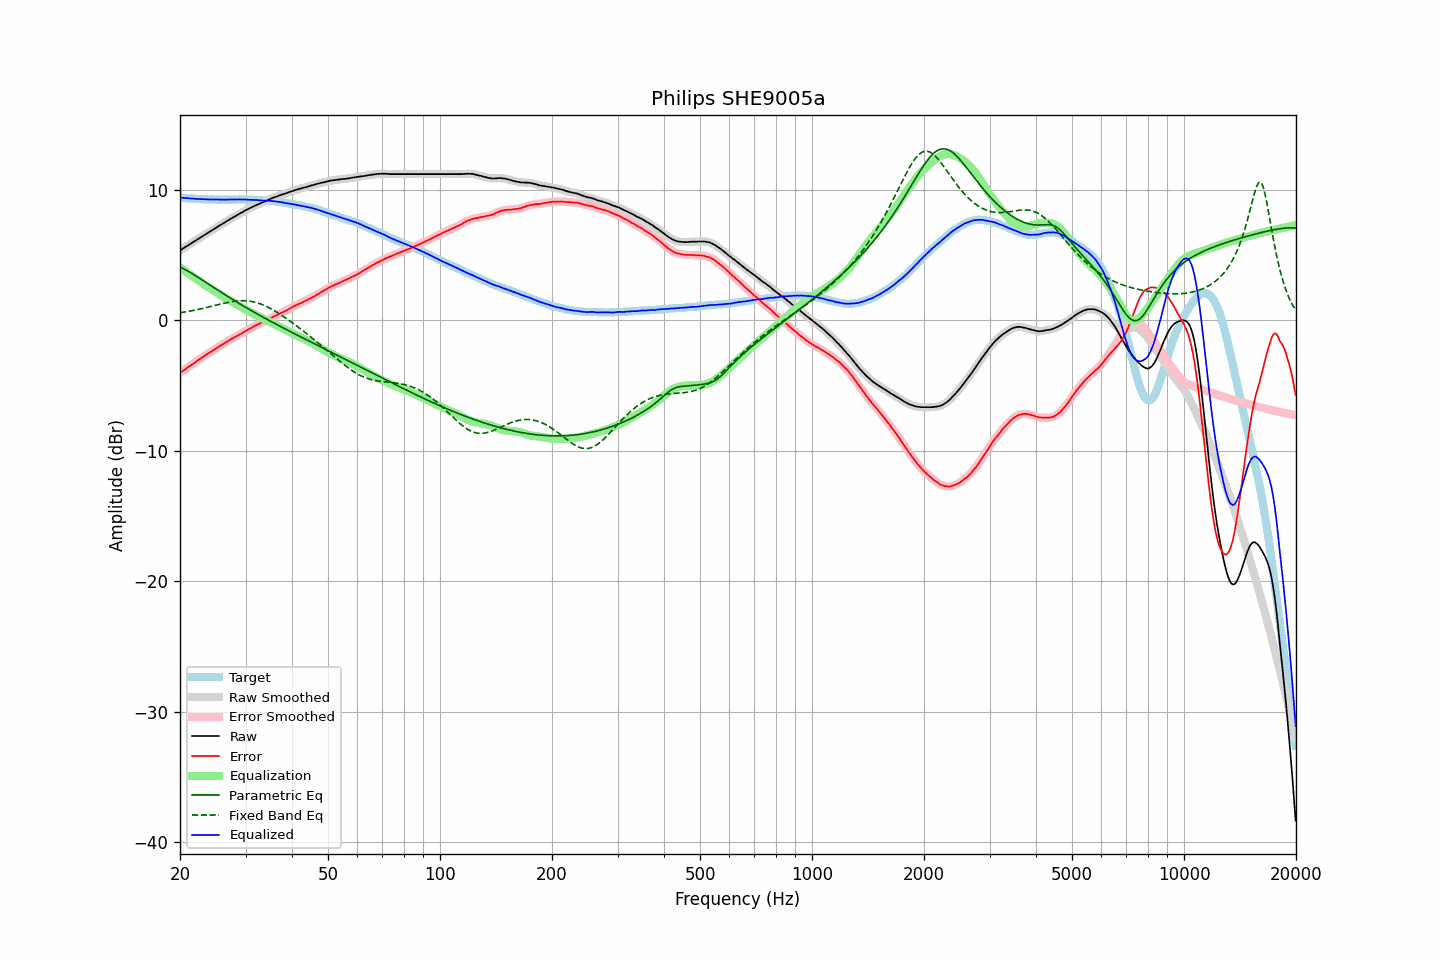 Philips SHE9005a
Amplitude (dBr)
10
0
−10
−20
−30
−40
Target
Raw Smoothed
Error Smoothed
Raw
Error
Equalization
Parametric Eq
Fixed Band Eq
Equalized
20 50 100 200 500 1000 2000 5000 10000 20000
Frequency (Hz)